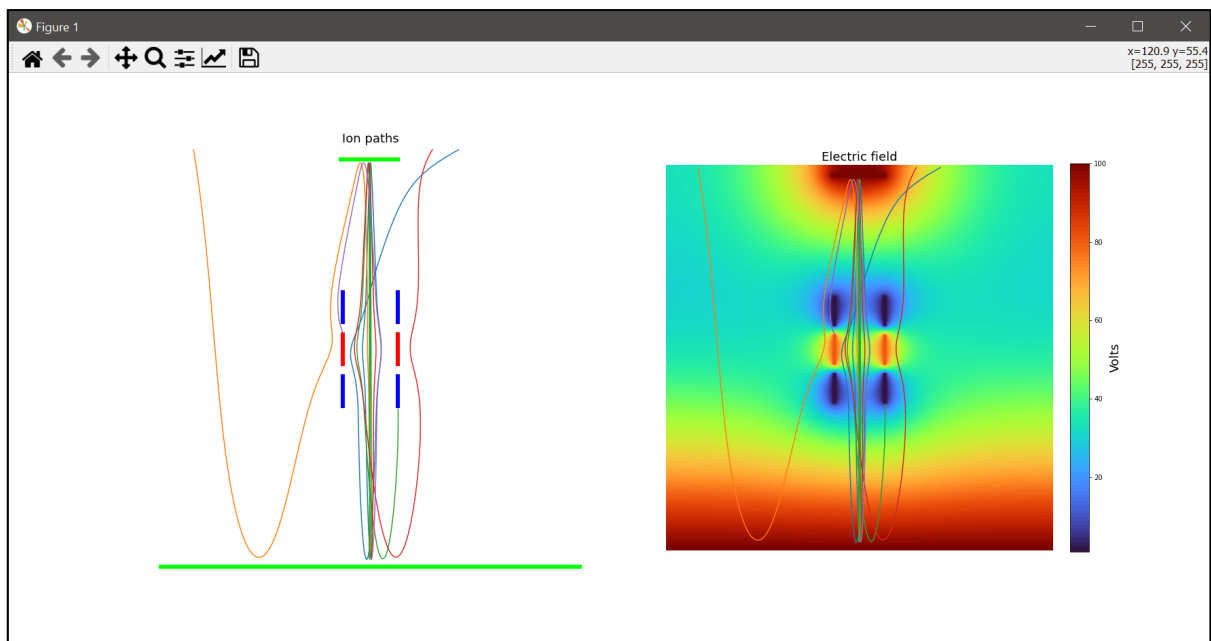 Figure 1
x=120.9 y=55.4
[255, 255, 255]
Ion paths
Electric field
100
80
60
40
20
Volts